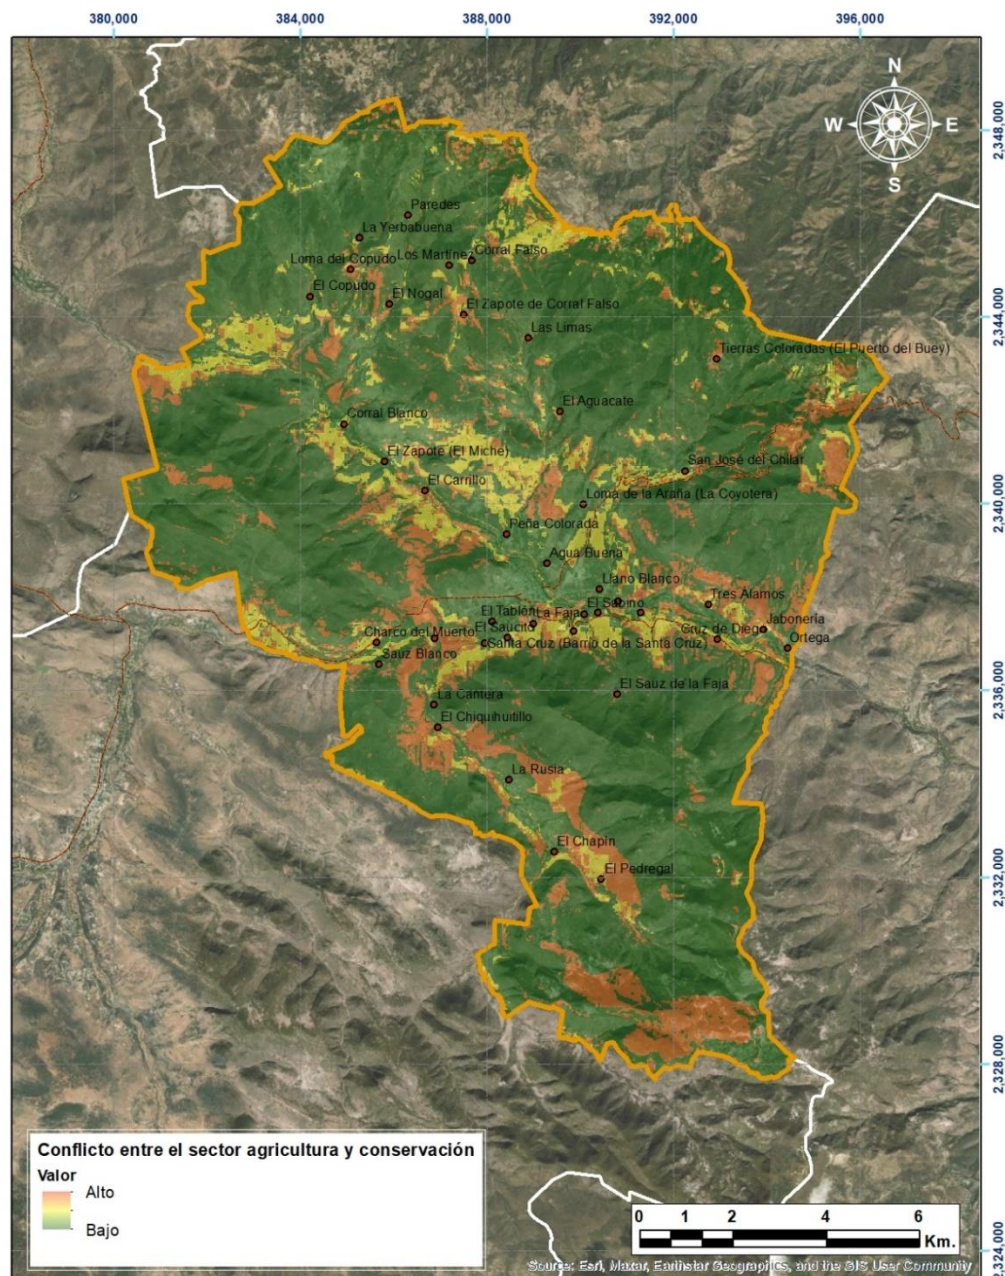 380,000
384,000
388,000
392,000
396,000
N
W
E
S
2,348,000
Paredes
La Yerbabuena
Los Martínez
Corral Falso
Loma del Copudo
El Copudo
El Nogal
El Zapote de Corral Falso
2,344,000
Las Limas
Tierras Coloradas (El Puerto del Buey)
El Aguacate
Corral Blanco
El Zapote (El Miche)
San José del Chilar
El Carrillo
Loma de la Araña (La Coyotera)
2,340,000
Peña Colorada
Agua Buena
Llano Blanco
Tres Alamos
El Tablón
La Faja
El Sabino
Jabonería
Charco del Muerto
El Saucito
Cruz de Diego
Santa Cruz (Barrio de la Santa Cruz)
Ortega
Sauz Blanco
El Sauz de la Faja
2,336,000
La Cantera
El Chiquihuitillo
La Rusia
El Chapín
El Pedregal
2,332,000
2,328,000
Conflicto entre el sector agricultura y conservación
Valor
Alto
Bajo
0 1 2 4 6
Km.
2,324,000
Source: Esri, Maxar, Earthstar Geographics, and the GIS User Community